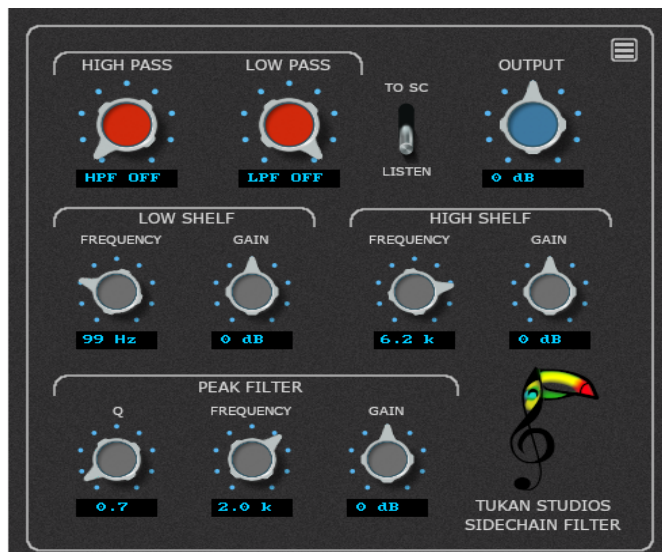 HIGH PASS
LOW PASS
OUTPUT
TO SC
LISTEN
HPF OFF
LPF OFF
0 dB
LOW SHELF
HIGH SHELF
FREQUENCY
GAIN
FREQUENCY
GAIN
99 Hz
0 dB
6.2 k
0 dB
PEAK FILTER
Q
FREQUENCY
GAIN
0.7
2.0 k
0 dB
TUKAN STUDIOS
SIDECHAIN FILTER